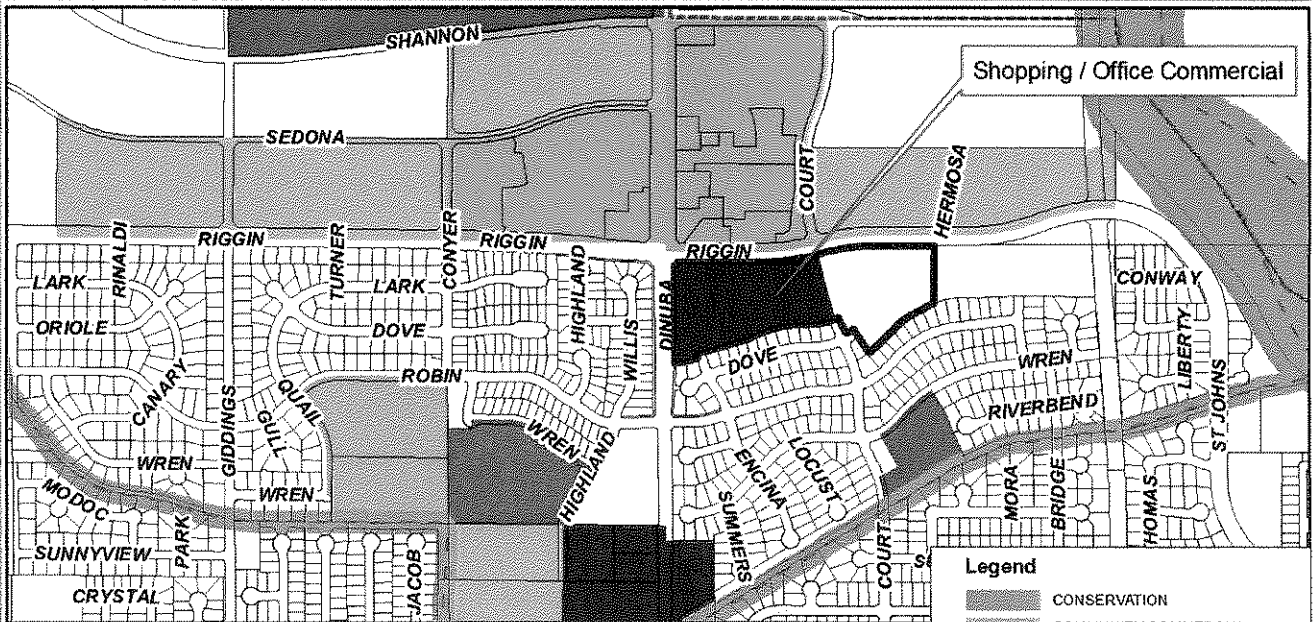 SHANNON
Shopping / Office Commercial
SEDONA
COURT
HERMOSA
RINALDI
RIGGIN
TURNER
CONYER
RIGGIN
HIGHLAND
RIGGIN
LARK
LARK
WILLIS
DINUBA
CONWAY
ORIOLE
DOVE
DOVE
LIBERTY
WREN
CANARY
ROBIN
QUAIL
RIVERBEND
ST JOHNS
GIDDINGS
GULL
WREN
HIGHLAND
LOCUST
ENCINA
WREN
MODOC
WREN
SUMMERS
MORA
BRIDGE
PARK
SUNNYVIEW
JACOB
COURT
CRYSTAL
Legend
CONSERVATION